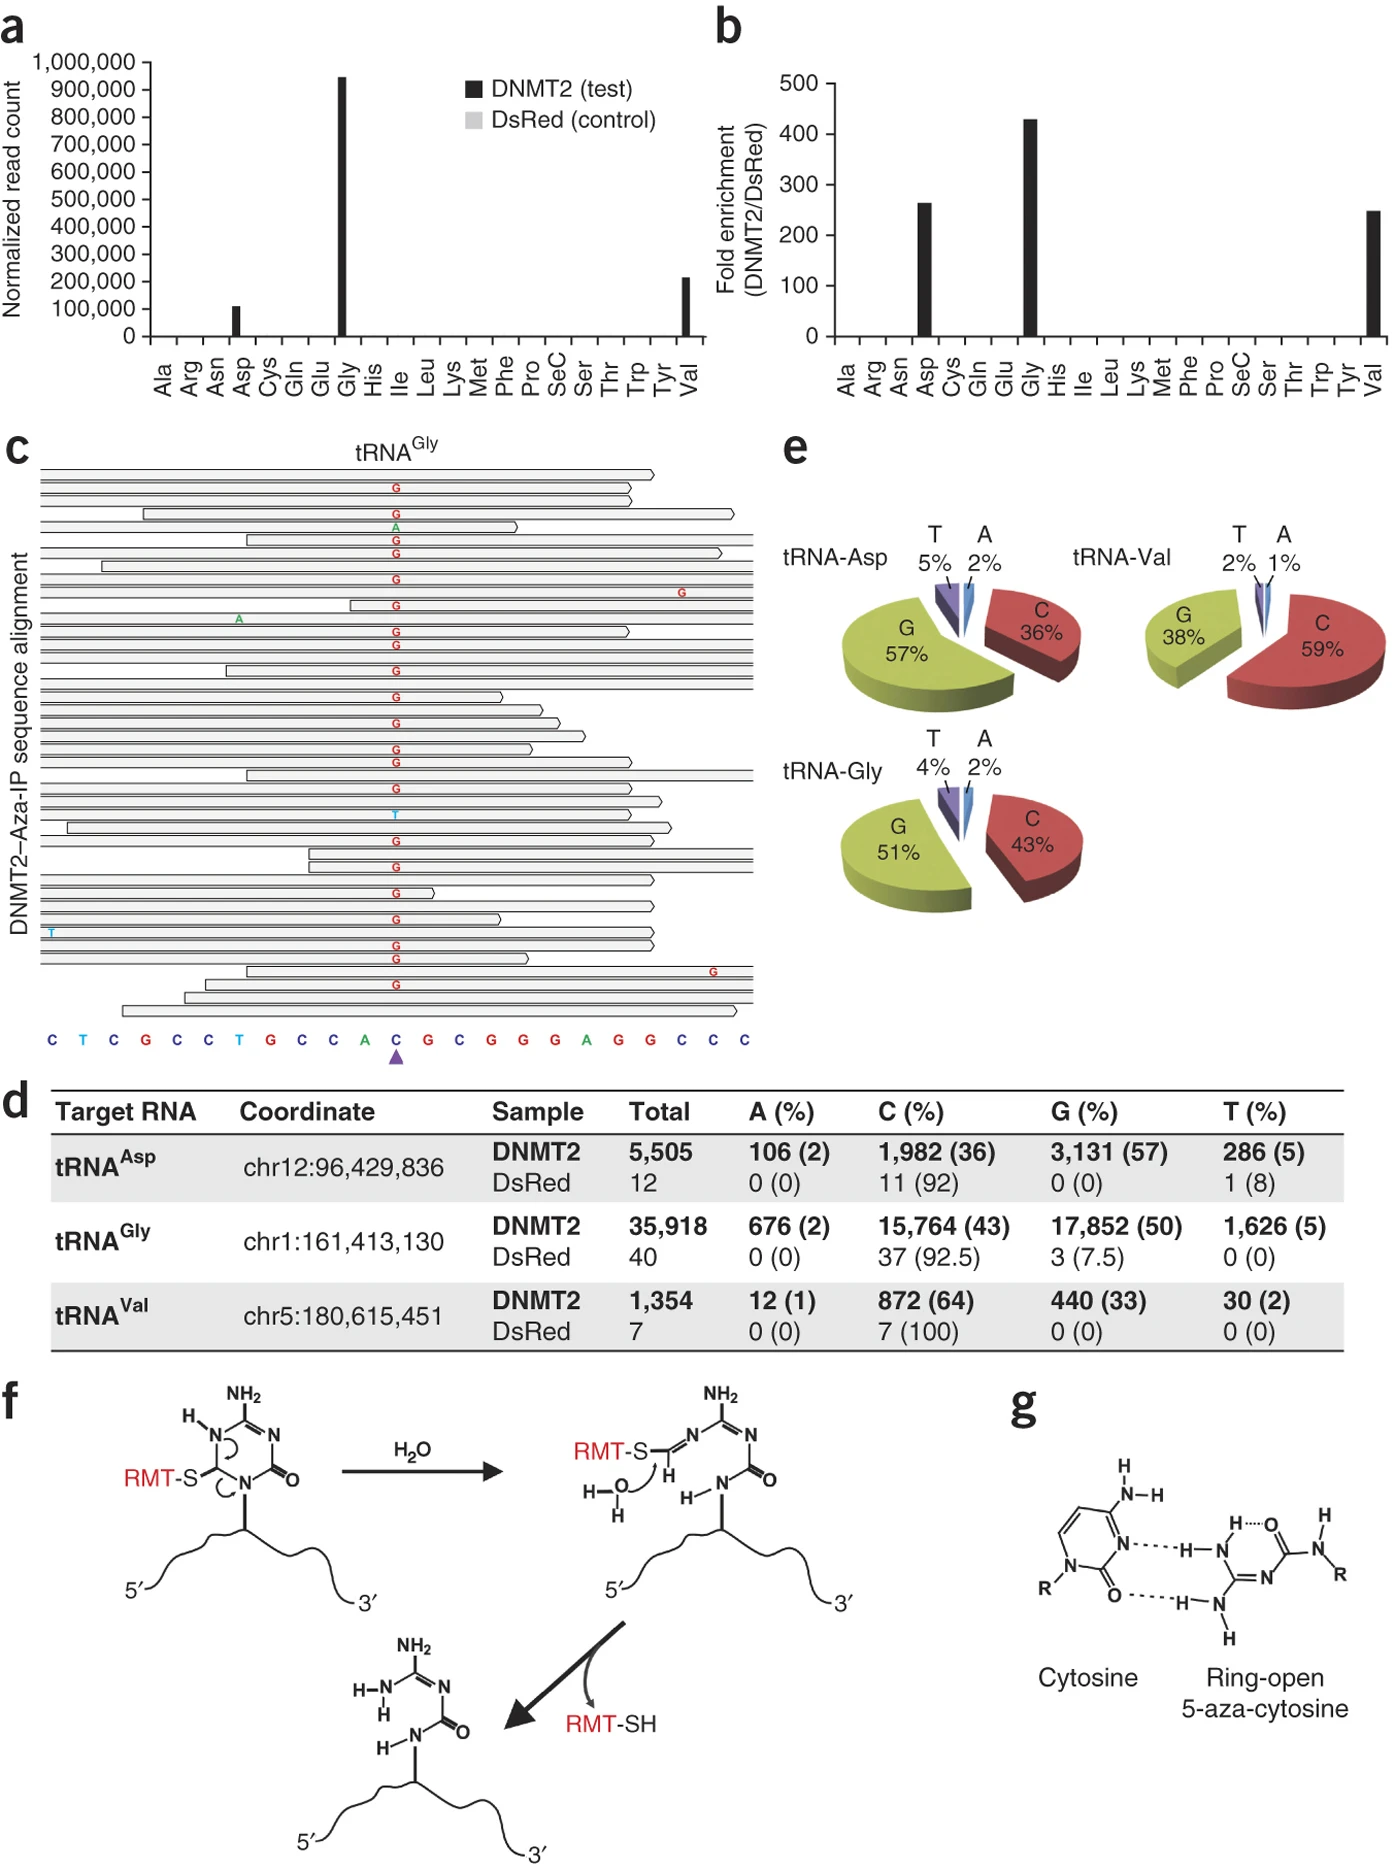 a
Normalized read count
1,000,000
900,000
800,000
700,000
600,000
500,000
400,000
300,000
200,000
100,000
0
DNMT2 (test)
DsRed (control)
Ala Arg Asn Asp Cys Gln Glu Gly His Ile Leu Lys Met Phe Pro SeC Ser Thr Trp Tyr Val
b
Fold enrichment
(DNMT2/DsRed)
500
400
300
200
100
0
Ala Arg Asn Asp Cys Gln Glu Gly His Ile Leu Lys Met Phe Pro SeC Ser Thr Trp Tyr Val
c
tRNAGly
DNMT2–Aza-IP sequence alignment
G
G
A
G
G
G
G
G
A
G
G
G
G
G
G
G
G
T
G
G
G
G
T
G
G
G
G
C T C G C C T G C C A C G C G G G A G G C C C
e
tRNA-Asp
T
5%
A
2%
G
57%
C
36%
tRNA-Val
T
2%
A
1%
G
38%
C
59%
tRNA-Gly
T
4%
A
2%
G
51%
C
43%
d
Target RNA Coordinate Sample Total A (%) C (%) G (%) T (%)
tRNAAsp chr12:96,429,836 DNMT2 5,505 106 (2) 1,982 (36) 3,131 (57) 286 (5)
DsRed 12 0 (0) 11 (92) 0 (0) 1 (8)
tRNAGly chr1:161,413,130 DNMT2 35,918 676 (2) 15,764 (43) 17,852 (50) 1,626 (5)
DsRed 40 0 (0) 37 (92.5) 3 (7.5) 0 (0)
tRNAVal chr5:180,615,451 DNMT2 1,354 12 (1) 872 (64) 440 (33) 30 (2)
DsRed 7 0 (0) 7 (100) 0 (0) 0 (0)
f
NH2
H
N N
RMT-S
N O
5′
3′
H2O
NH2
RMT-S N N
H
H O
H
H N O
5′
3′
RMT-SH
NH2
H N N
H
H N O
5′
3′
g
H
N H
N
N
R
O
H O
H N
H
N
R
N
H N
H
Cytosine
Ring-open
5-aza-cytosine